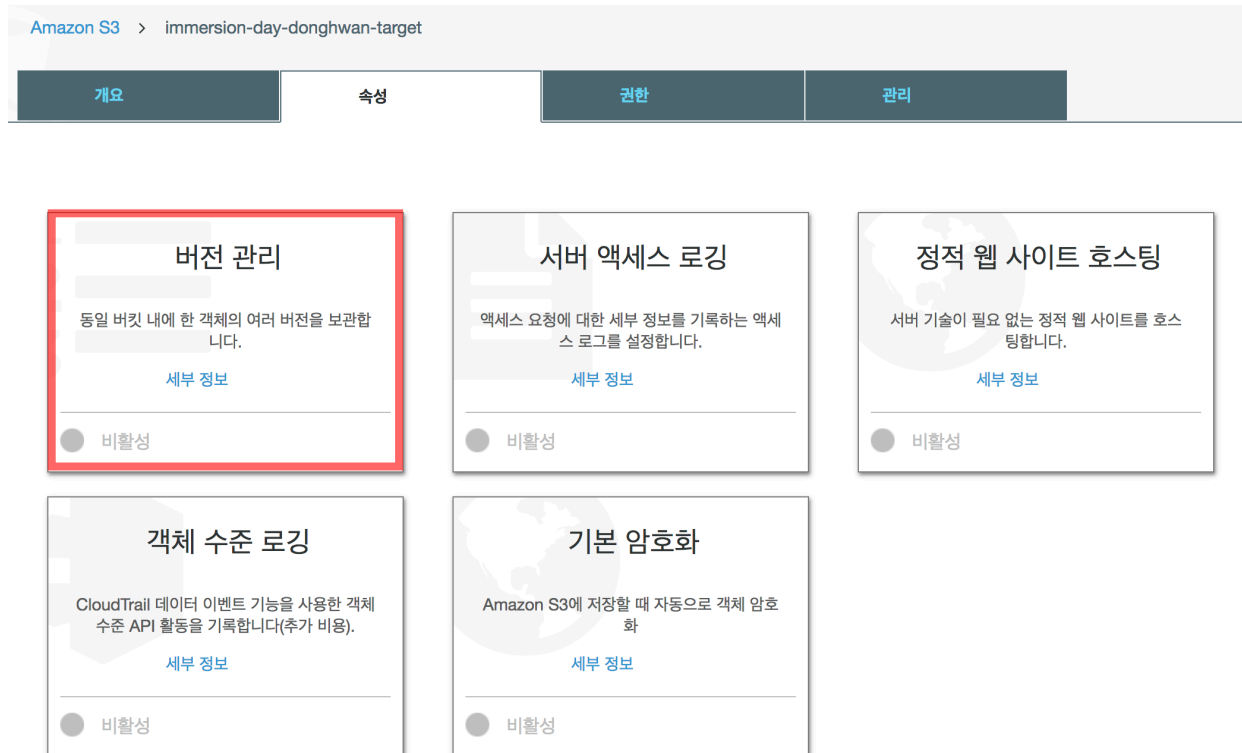 Amazon S3 > immersion-day-donghwan-target
개요 속성 권한 관리
버전 관리
동일 버킷 내에 한 객체의 여러 버전을 보관합
니다.
세부 정보
비활성
서버 액세스 로깅
액세스 요청에 대한 세부 정보를 기록하는 액세
스 로그를 설정합니다.
세부 정보
비활성
정적 웹 사이트 호스팅
서버 기술이 필요 없는 정적 웹 사이트를 호스
팅합니다.
세부 정보
비활성
객체 수준 로깅
CloudTrail 데이터 이벤트 기능을 사용한 객체
수준 API 활동을 기록합니다(추가 비용).
세부 정보
비활성
기본 암호화
Amazon S3에 저장할 때 자동으로 객체 암호
화
세부 정보
비활성